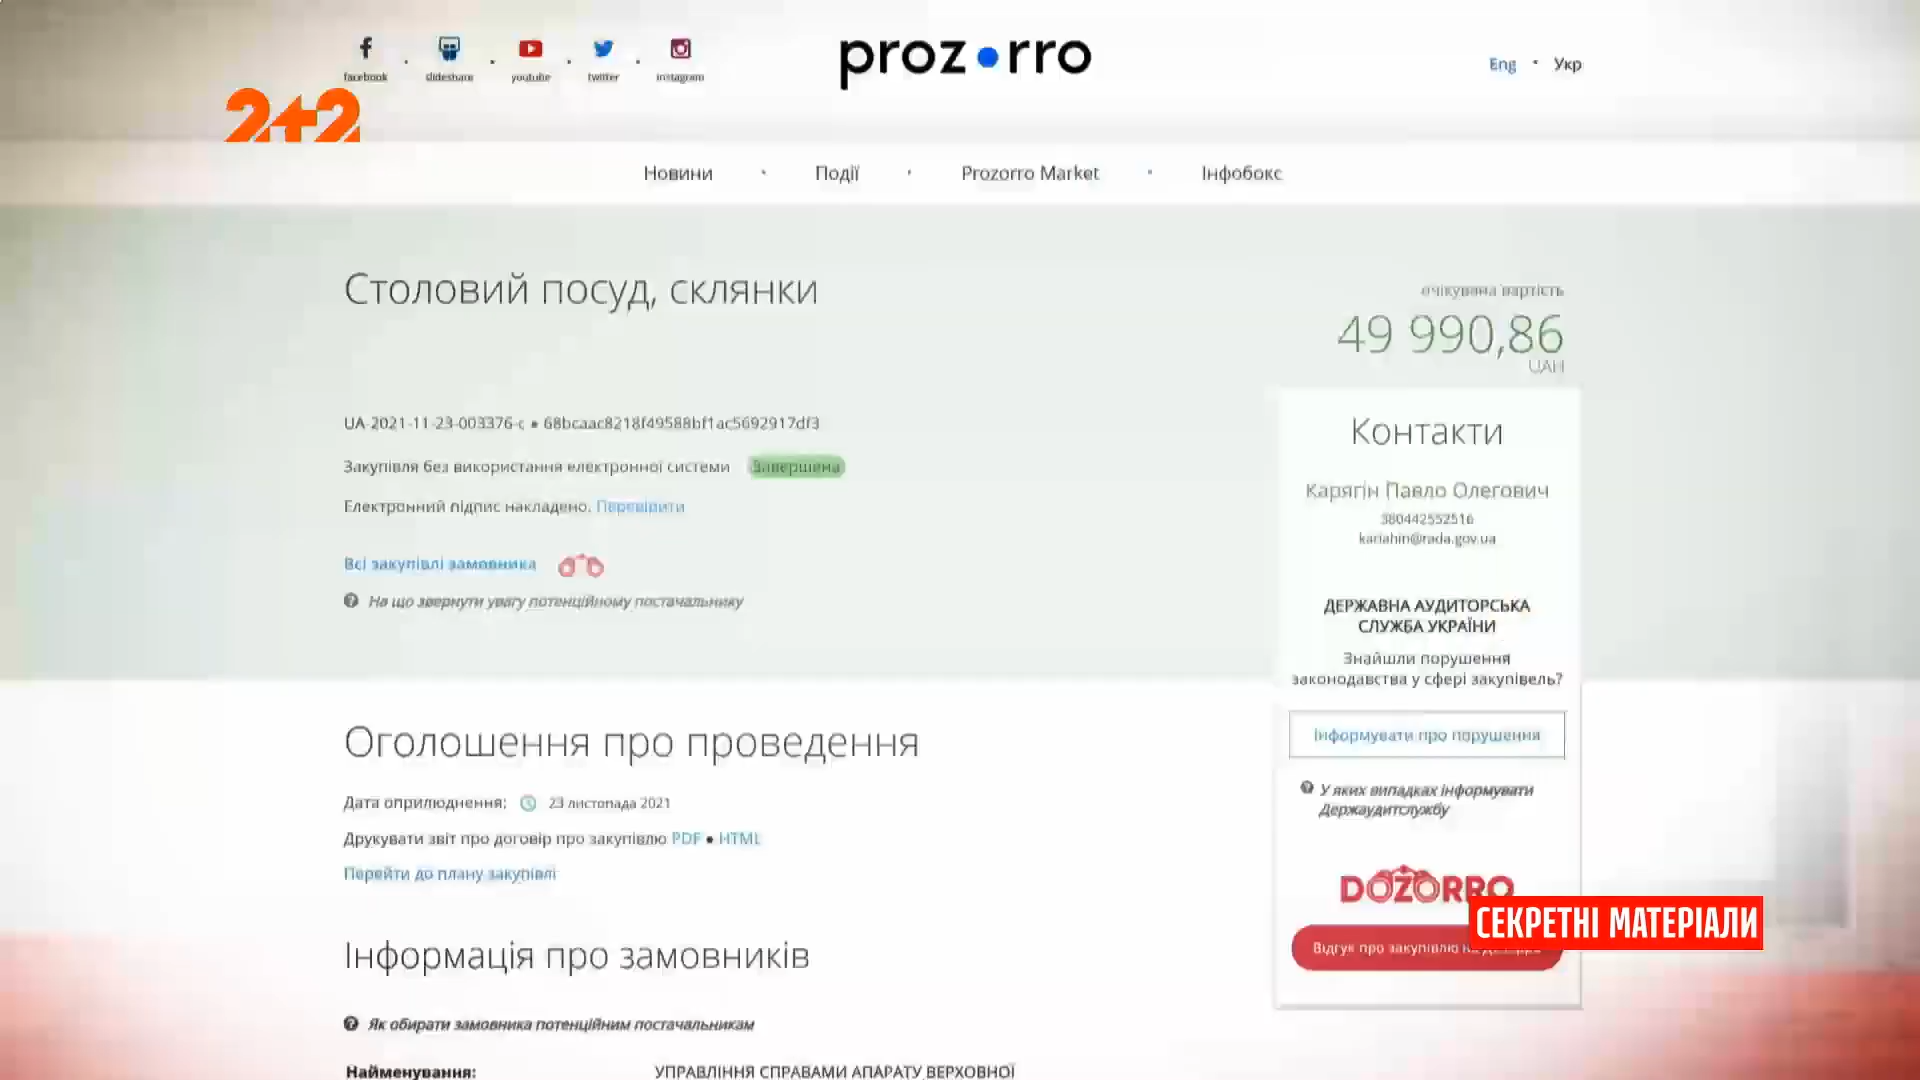 facebook
slideshare
youtube
twitter
instagram
prozorro
Eng • Укр
2+2
Новини • Події • Prozorro Market • Інфобокс
Столовий посуд, склянки
очікувана вартість
49 990,86
UAH
UA-2021-11-23-003376-c ● 68bcaac8218f49588bf1ac5692917df3
Закупівля без використання електронної системи Завершена
Електронний підпис накладено. Перевірити
Всі закупівлі замовника
На що звернути увагу потенційному постачальнику
Контакти
Карягін Павло Олегович
380442552516
kariahin@rada.gov.ua
ДЕРЖАВНА АУДИТОРСЬКА
СЛУЖБА УКРАЇНИ
Знайшли порушення
законодавства у сфері закупівель?
Інформувати про порушення
У яких випадках інформувати
Держаудитслужбу
DOZORRO
СЕКРЕТНІ МАТЕРІАЛИ
Відгук про закупівлю на
Оголошення про проведення
Дата оприлюднення: 23 листопада 2021
Друкувати звіт про договір про закупівлю PDF ● HTML
Перейти до плану закупівлі
Інформація про замовників
Як обирати замовника потенційним постачальникам
Найменування: УПРАВЛІННЯ СПРАВАМИ АПАРАТУ ВЕРХОВНОЇ